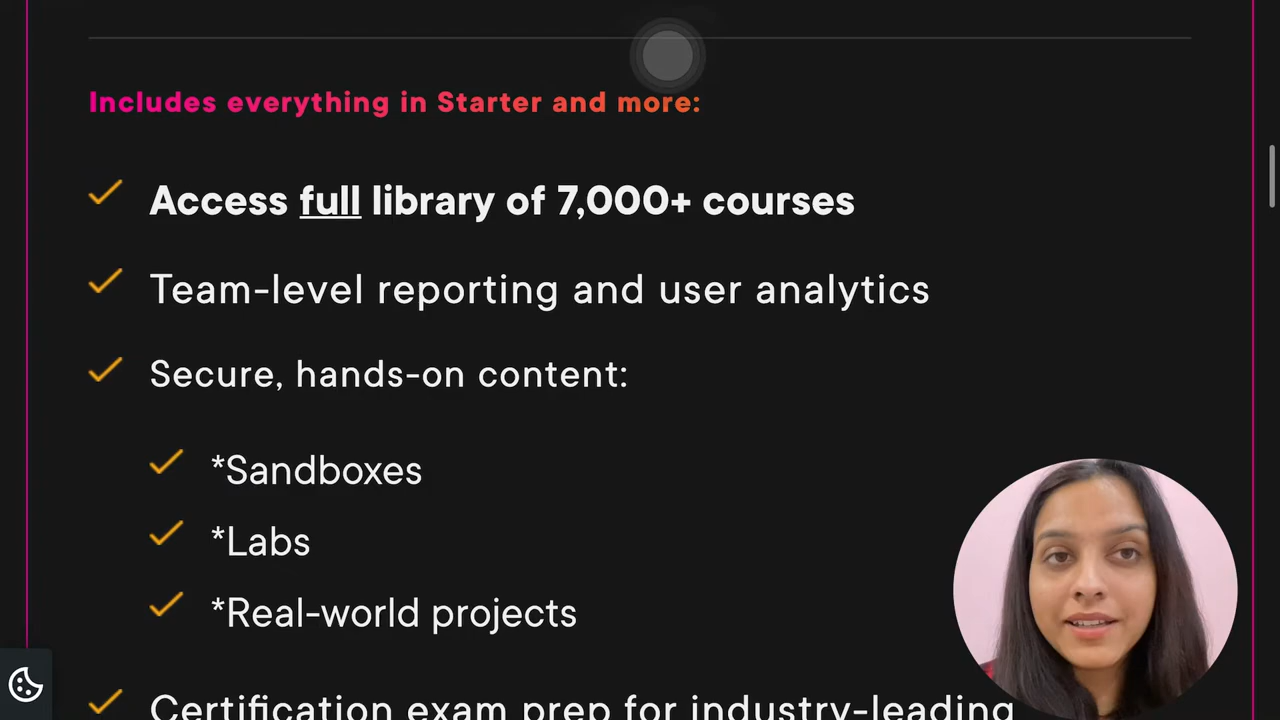 Includes everything in Starter and more:
Access full library of 7,000+ courses
Team-level reporting and user analytics
Secure, hands-on content:
*Sandboxes
*Labs
*Real-world projects
Certification exam prep for industry-leading